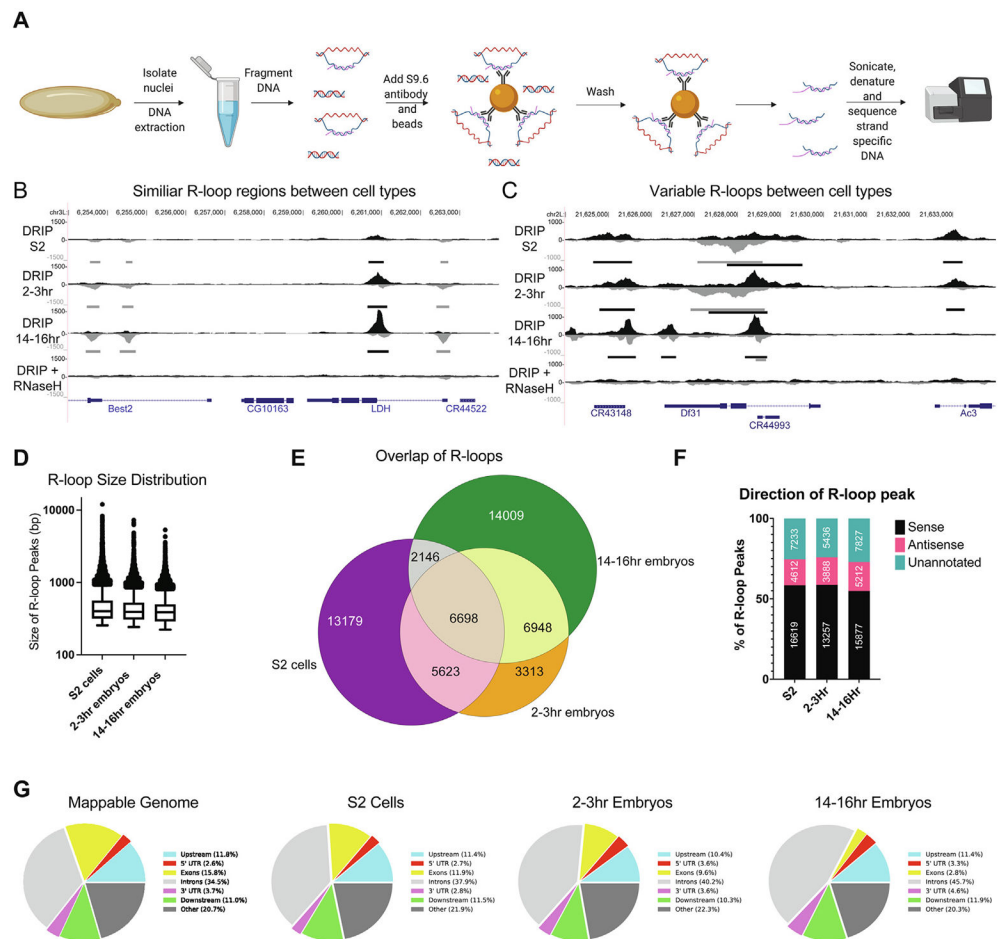 A
Isolate
nuclei
DNA
extraction
Fragment
DNA
Add S9.6
antibody
and
beads
Wash
Sonicate,
denature
and
sequence
strand
specific
DNA
B
Similiar R-loop regions between cell types
chr3L:| 6,254,000| 6,255,000| 6,256,000| 6,257,000| 6,258,000| 6,259,000| 6,260,000| 6,261,000| 6,262,000| 6,263,000|
1500
DRIP
S2
0
-1500
1500
DRIP
2-3hr
0
-1500
1500
DRIP
14-16hr
0
-1500
1500
DRIP +
RNaseH
0
-1500
Best2
CG10163
LDH
CR44522
C
Variable R-loops between cell types
chr2L:| 21,625,000| 21,626,000| 21,627,000| 21,628,000| 21,629,000| 21,630,000| 21,631,000| 21,632,000| 21,633,000|
1000
DRIP
S2
0
-1000
1000
DRIP
2-3hr
0
-1000
1000
DRIP
14-16hr
0
-1000
1000
DRIP +
RNaseH
0
-1000
CR43148
Df31
CR44993
Ac3
D
R-loop Size Distribution
Size of R-loop Peaks (bp)
10000
1000
100
S2 cells
2-3hr embryos
14-16hr embryos
E
Overlap of R-loops
14009
2146
14-16hr embryos
13179
6698
6948
S2 cells
5623
3313
2-3hr embryos
F
Direction of R-loop peak
% of R-loop Peaks
100
50
0
7233
4612
16619
5436
3888
13257
7827
5212
15877
S2
2-3Hr
14-16Hr
Sense
Antisense
Unannotated
G
Mappable Genome
Upstream (11.8%)
5' UTR (2.6%)
Exons (15.8%)
Introns (34.5%)
3' UTR (3.7%)
Downstream (11.0%)
Other (20.7%)
S2 Cells
Upstream (11.4%)
5' UTR (2.7%)
Exons (11.9%)
Introns (37.9%)
3' UTR (2.8%)
Downstream (11.5%)
Other (21.9%)
2-3hr Embryos
Upstream (10.4%)
5' UTR (3.6%)
Exons (9.6%)
Introns (40.2%)
3' UTR (3.6%)
Downstream (10.3%)
Other (22.3%)
14-16hr Embryos
Upstream (11.4%)
5' UTR (3.3%)
Exons (2.8%)
Introns (45.7%)
3' UTR (4.6%)
Downstream (11.9%)
Other (20.3%)